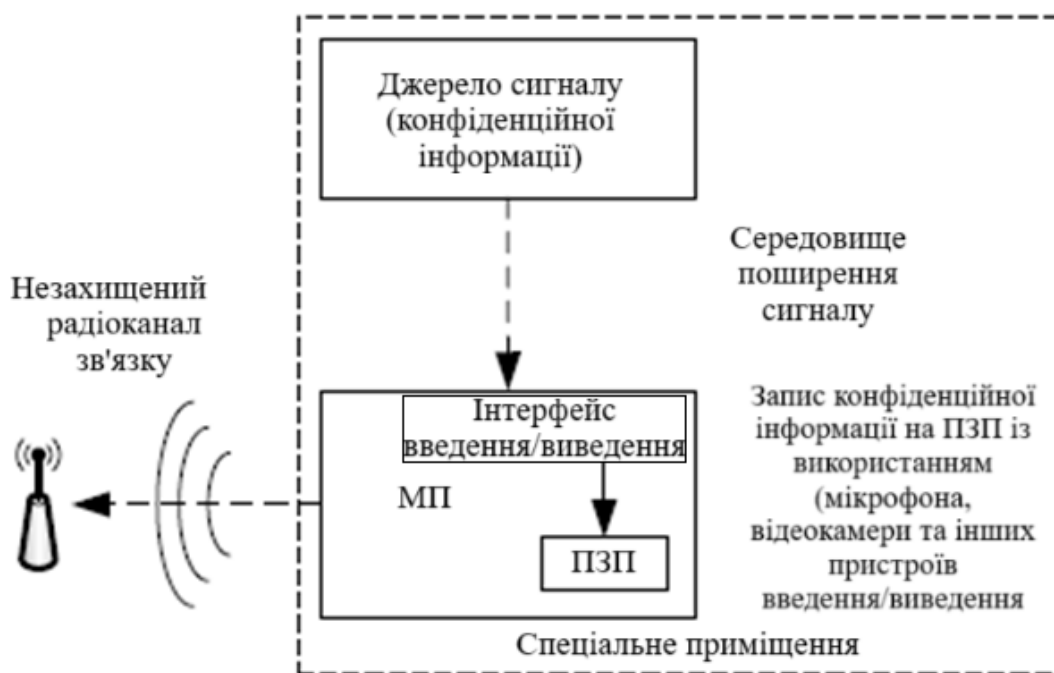 Джерело сигналу
(конфіденційної
інформації)
Середовище
поширення
сигналу
Незахищений
радіоканал
зв'язку
Інтерфейс
введення/виведення
МП
ПЗП
Запис конфіденційної
інформації на ПЗП із
використанням
(мікрофона,
відеокамери та інших
пристроїв
введення/виведення
Спеціальне приміщення